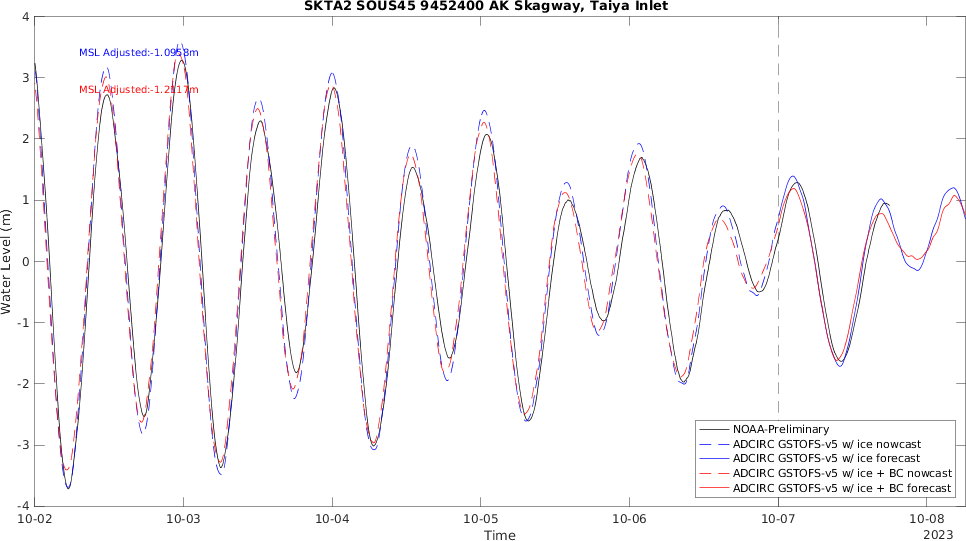 SKTA2 SOUS45 9452400 AK Skagway, Taiya Inlet
MSL Adjusted:-1.0958m
MSL Adjusted:-1.2117m
Water Level (m)
4
3
2
1
0
-1
-2
-3
-4
10-02 10-03 10-04 10-05 10-06 10-07 10-08
Time
2023
NOAA-Preliminary
ADCIRC GSTOFS-v5 w/ ice nowcast
ADCIRC GSTOFS-v5 w/ ice forecast
ADCIRC GSTOFS-v5 w/ ice + BC nowcast
ADCIRC GSTOFS-v5 w/ ice + BC forecast